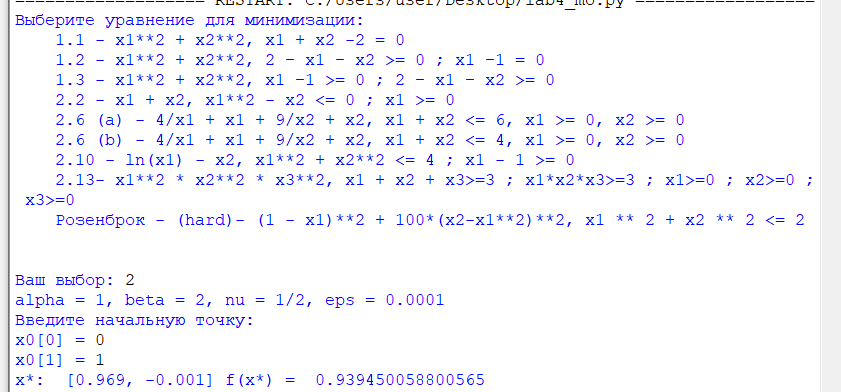 ==================== RESTART: C:/Users/user/Desktop/lab4_mo.py ===================
Выберите уравнение для минимизации:
1.1 - x1**2 + x2**2, x1 + x2 -2 = 0
1.2 - x1**2 + x2**2, 2 - x1 - x2 >= 0 ; x1 -1 = 0
1.3 - x1**2 + x2**2, x1 -1 >= 0 ; 2 - x1 - x2 >= 0
2.2 - x1 + x2, x1**2 - x2 <= 0 ; x1 >= 0
2.6 (a) - 4/x1 + x1 + 9/x2 + x2, x1 + x2 <= 6, x1 >= 0, x2 >= 0
2.6 (b) - 4/x1 + x1 + 9/x2 + x2, x1 + x2 <= 4, x1 >= 0, x2 >= 0
2.10 - ln(x1) - x2, x1**2 + x2**2 <= 4 ; x1 - 1 >= 0
2.13- x1**2 * x2**2 * x3**2, x1 + x2 + x3>=3 ; x1*x2*x3>=3 ; x1>=0 ; x2>=0 ;
x3>=0
Розенброк - (hard)- (1 - x1)**2 + 100*(x2-x1**2)**2, x1 ** 2 + x2 ** 2 <= 2
Ваш выбор: 2
alpha = 1, beta = 2, nu = 1/2, eps = 0.0001
Введите начальную точку:
x0[0] = 0
x0[1] = 1
x*:  [0.969, -0.001] f(x*) =  0.939450058800565